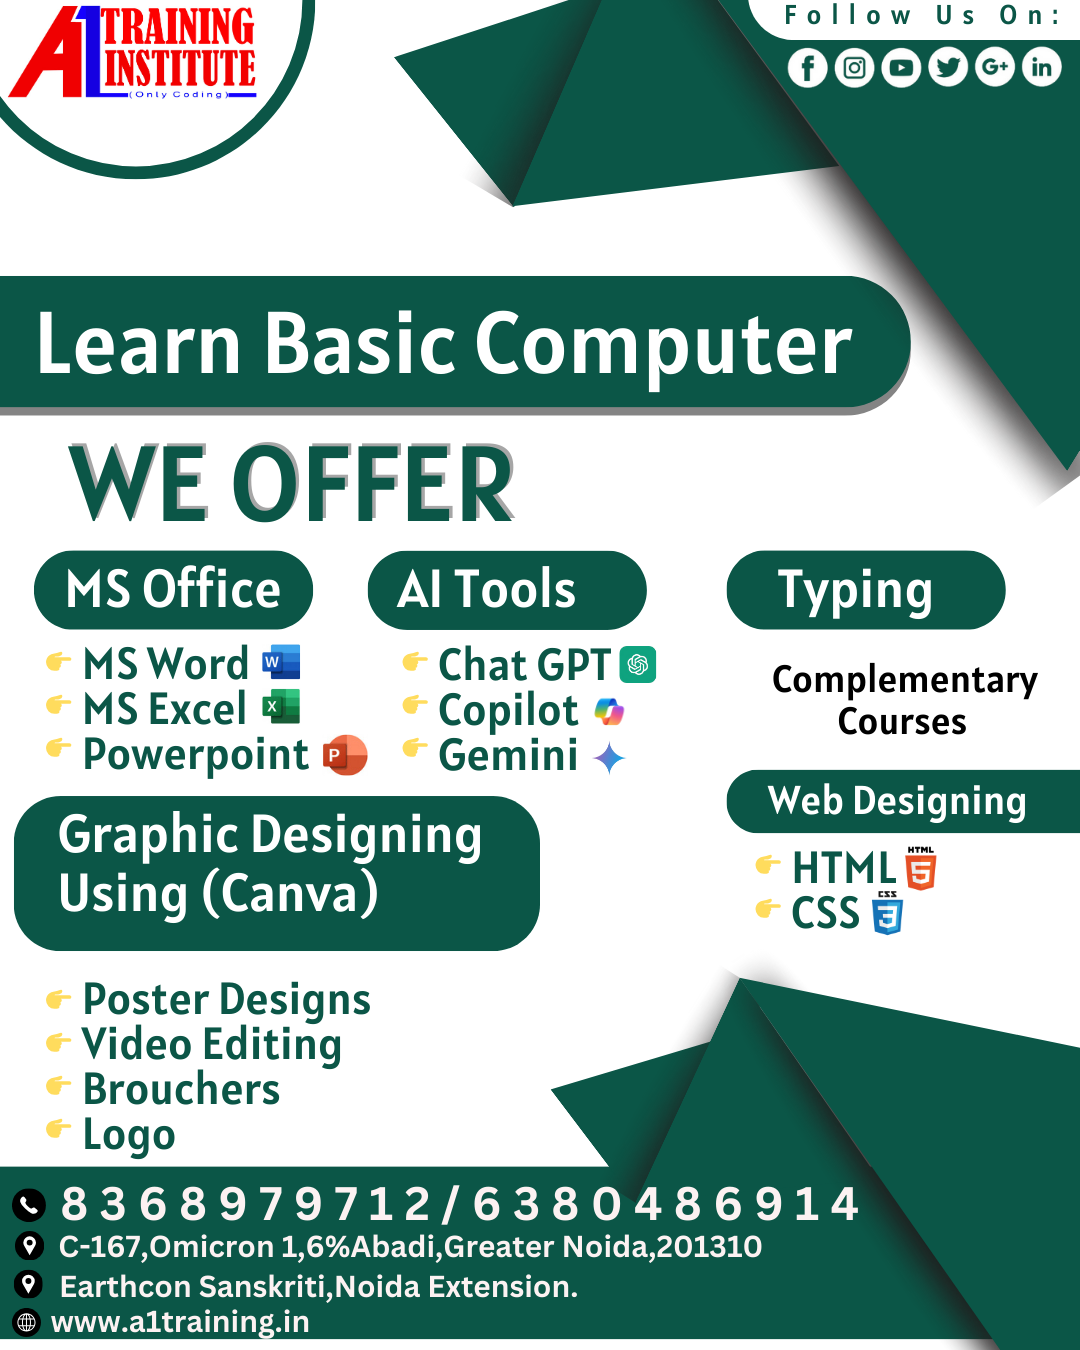 A1 TRAINING
INSTITUTE
(Only Coding)
Follow Us On:
Learn Basic Computer
WE OFFER
MS Office
MS Word
MS Excel
Powerpoint
AI Tools
Chat GPT
Copilot
Gemini
Typing
Complementary
Courses
Web Designing
HTML
CSS
Graphic Designing
Using (Canva)
Poster Designs
Video Editing
Brouchers
Logo
8368979712/6380486914
C-167,Omicron 1,6%Abadi,Greater Noida,201310
Earthcon Sanskriti,Noida Extension.
www.a1training.in